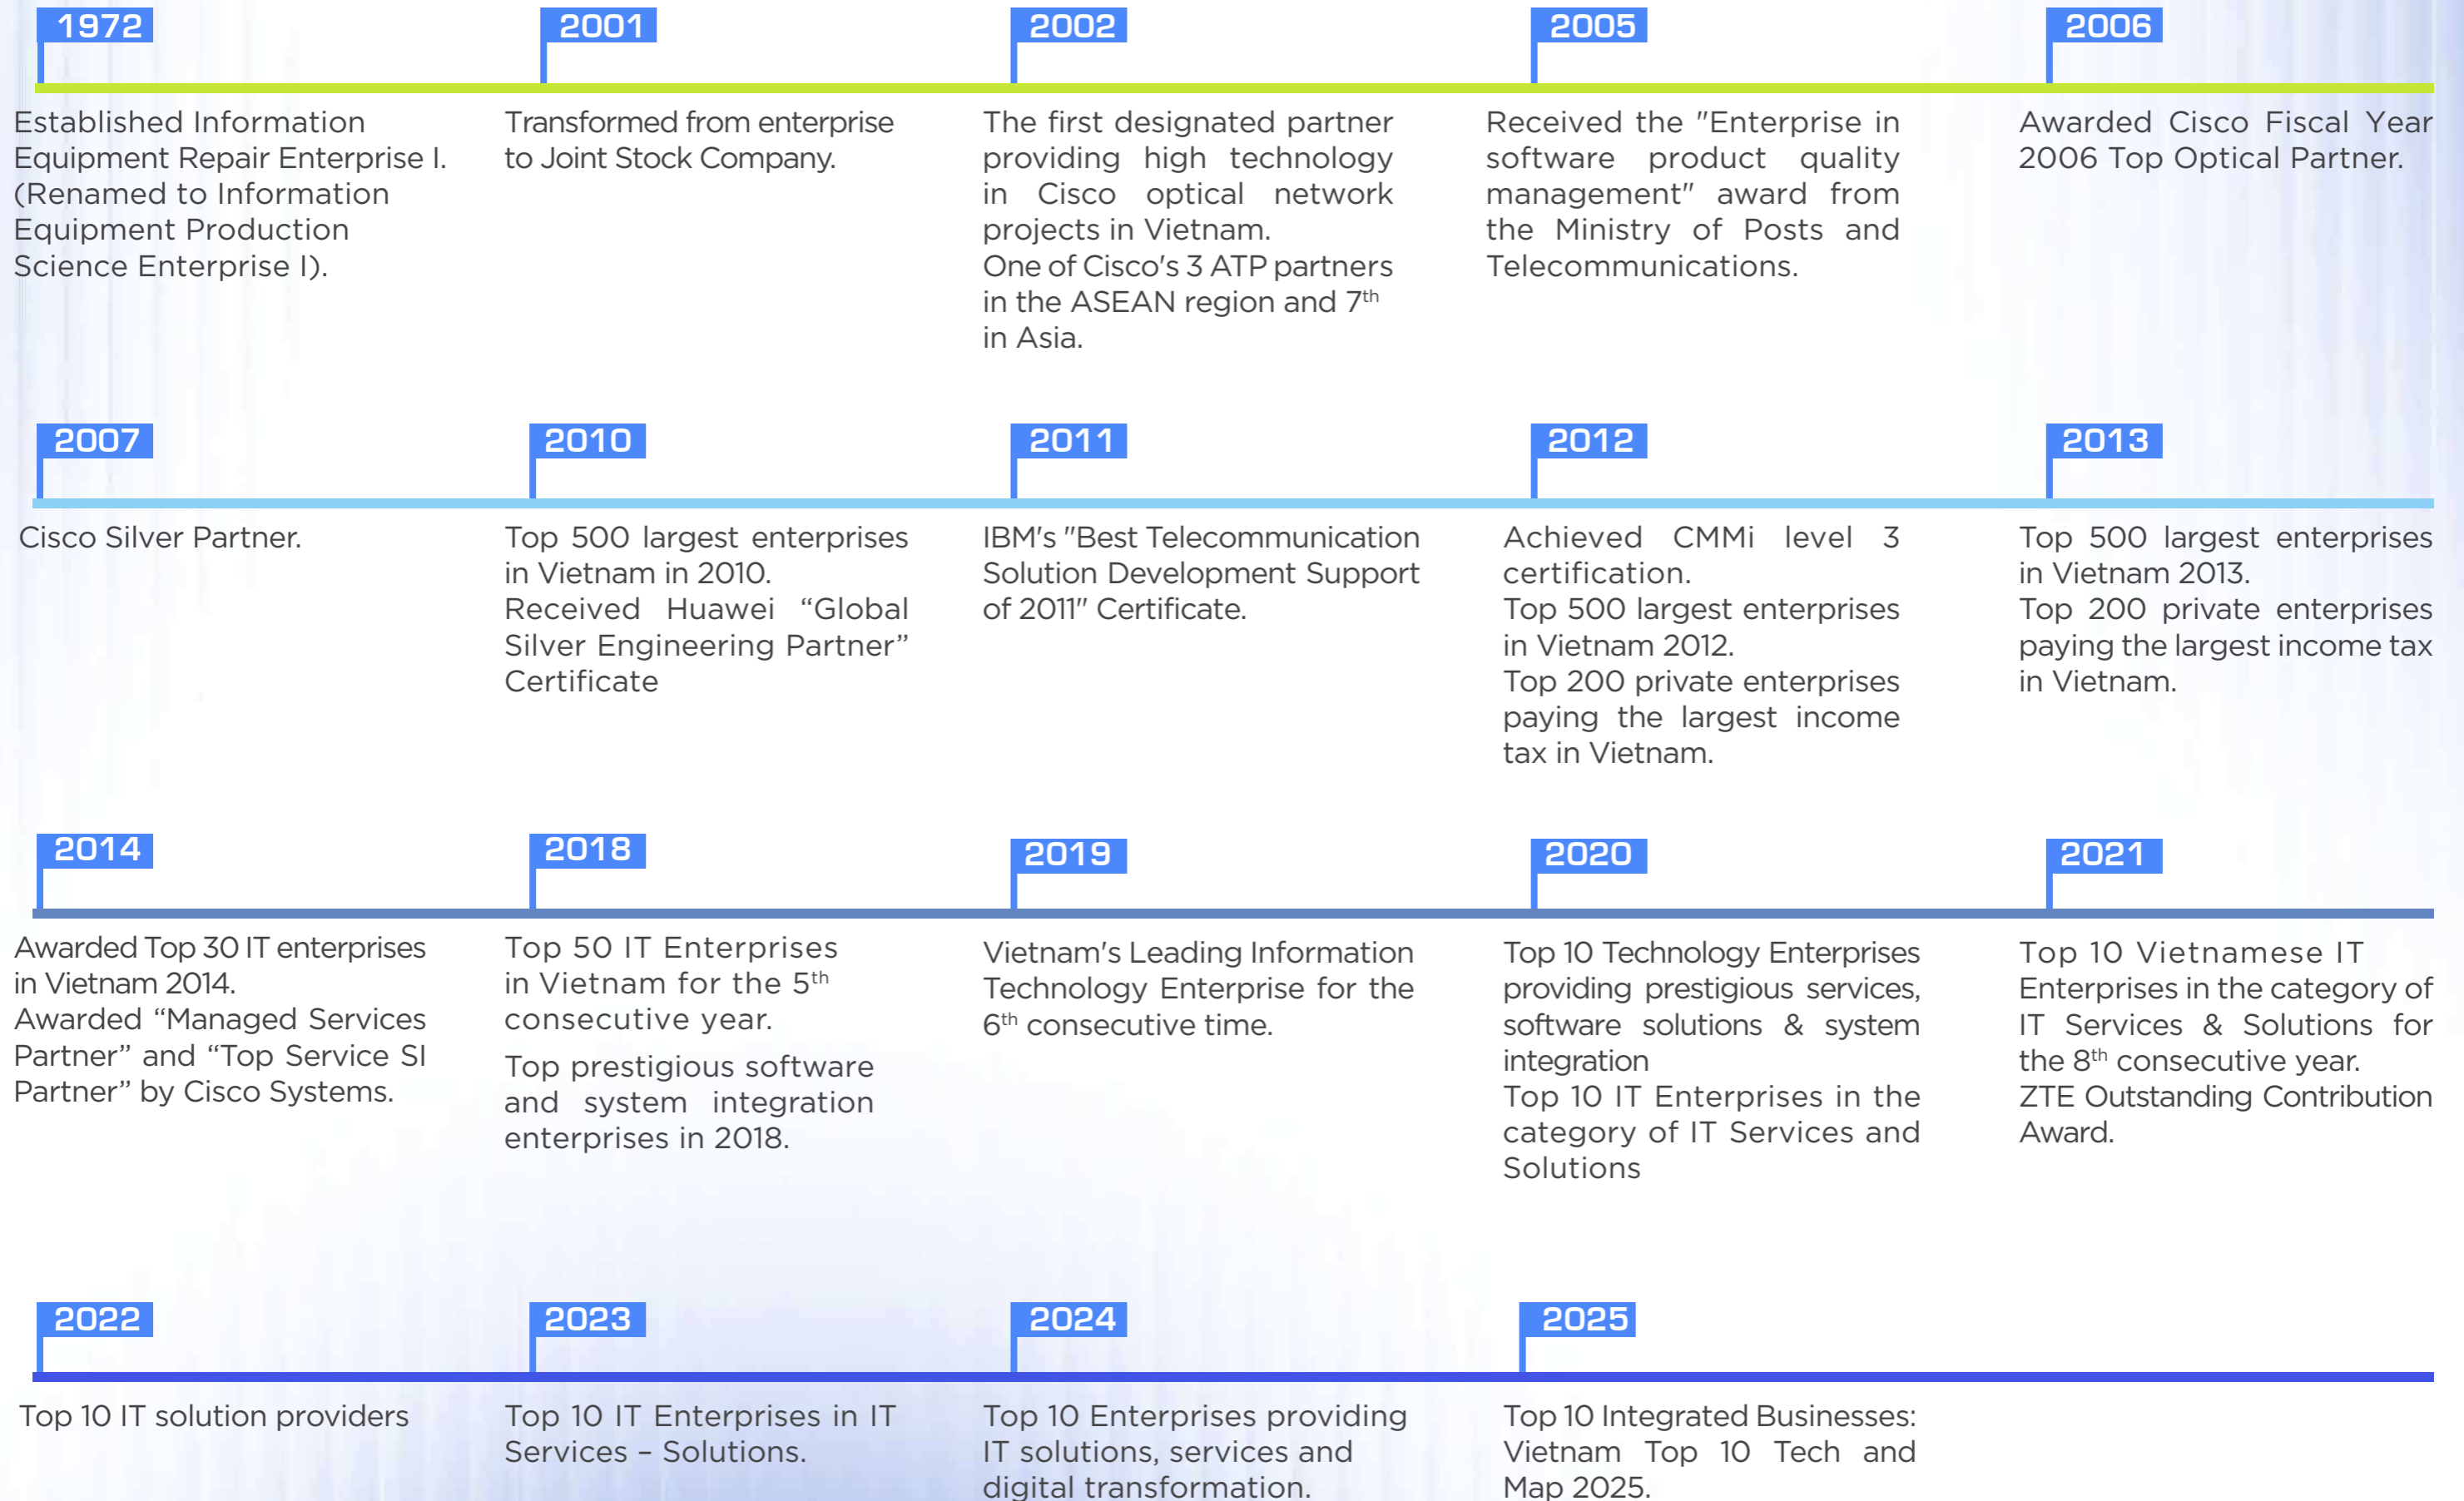 1972
Established Information
Equipment Repair Enterprise I.
(Renamed to Information
Equipment Production
Science Enterprise I).
2001
Transformed from enterprise
to Joint Stock Company.
2002
The first designated partner
providing high technology
in Cisco optical network
projects in Vietnam.
One of Cisco's 3 ATP partners
in the ASEAN region and 7th
in Asia.
2005
Received the "Enterprise in
software product quality
management" award from
the Ministry of Posts and
Telecommunications.
2006
Awarded Cisco Fiscal Year
2006 Top Optical Partner.
2007
Cisco Silver Partner.
2010
Top 500 largest enterprises
in Vietnam in 2010.
Received Huawei “Global
Silver Engineering Partner”
Certificate
2011
IBM's "Best Telecommunication
Solution Development Support
of 2011" Certificate.
2012
Achieved CMMi level 3
certification.
Top 500 largest enterprises
in Vietnam 2012.
Top 200 private enterprises
paying the largest income
tax in Vietnam.
2013
Top 500 largest enterprises
in Vietnam 2013.
Top 200 private enterprises
paying the largest income tax
in Vietnam.
2014
Awarded Top 30 IT enterprises
in Vietnam 2014.
Awarded “Managed Services
Partner” and “Top Service SI
Partner” by Cisco Systems.
2018
Top 50 IT Enterprises
in Vietnam for the 5th
consecutive year.
Top prestigious software
and system integration
enterprises in 2018.
2019
Vietnam's Leading Information
Technology Enterprise for the
6th consecutive time.
2020
Top 10 Technology Enterprises
providing prestigious services,
software solutions & system
integration
Top 10 IT Enterprises in the
category of IT Services and
Solutions
2021
Top 10 Vietnamese IT
Enterprises in the category of
IT Services & Solutions for
the 8th consecutive year.
ZTE Outstanding Contribution
Award.
2022
Top 10 IT solution providers
2023
Top 10 IT Enterprises in IT
Services – Solutions.
2024
Top 10 Enterprises providing
IT solutions, services and
digital transformation.
2025
Top 10 Integrated Businesses:
Vietnam Top 10 Tech and
Map 2025.